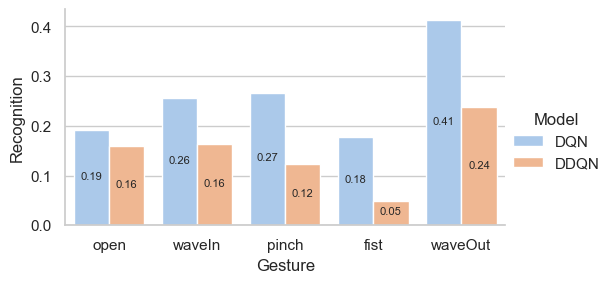 0.4
0.3
0.2
0.1
0.0
Recognition
0.19
0.16
0.26
0.16
0.27
0.12
0.18
0.05
0.41
0.24
open
waveIn
pinch
fist
waveOut
Gesture
Model
DQN
DDQN